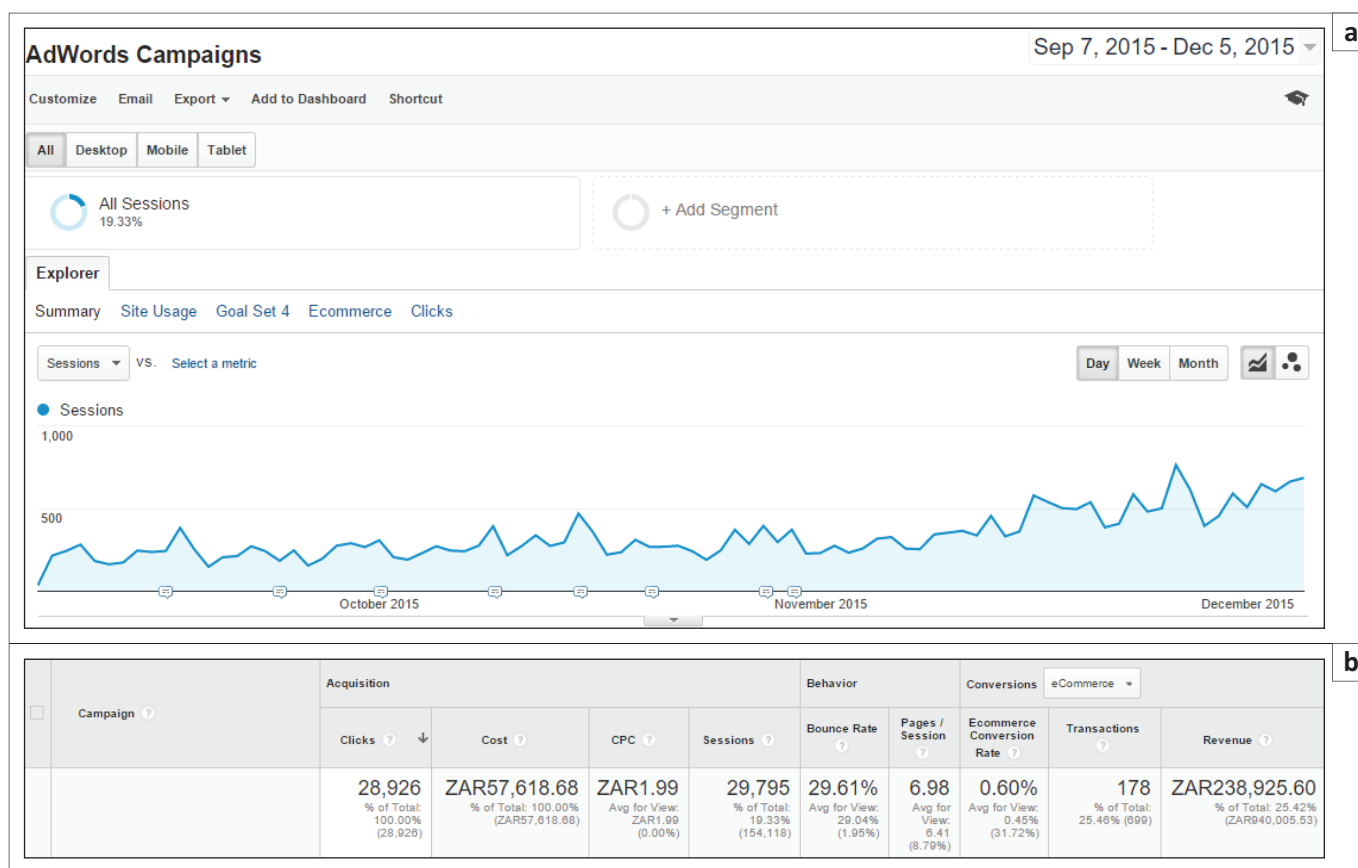 a
AdWords Campaigns
Sep 7, 2015 - Dec 5, 2015
Customize Email Export Add to Dashboard Shortcut
All Desktop Mobile Tablet
All Sessions
19.33%
+ Add Segment
Explorer
Summary Site Usage Goal Set 4 Ecommerce Clicks
Sessions VS. Select a metric
Day Week Month
Sessions
1,000
500
October 2015 November 2015 December 2015
b
Campaign ?
Acquisition
Behavior
Conversions eCommerce
Clicks ?
Cost ?
CPC ?
Sessions ?
Bounce Rate
?
Pages /
Session
?
Ecommerce
Conversion
Rate ?
Transactions
?
Revenue ?
28,926
% of Total:
100.00%
(28,926)
ZAR57,618.68
% of Total: 100.00%
(ZAR57,618.68)
ZAR1.99
Avg for View:
ZAR1.99
(0.00%)
29,795
% of Total:
19.33%
(154,118)
29.61%
Avg for View:
29.04%
(1.95%)
6.98
Avg for
View:
6.41
(8.79%)
0.60%
Avg for View:
0.45%
(31.72%)
178
% of Total:
25.46% (699)
ZAR238,925.60
% of Total: 25.42%
(ZAR940,005.53)